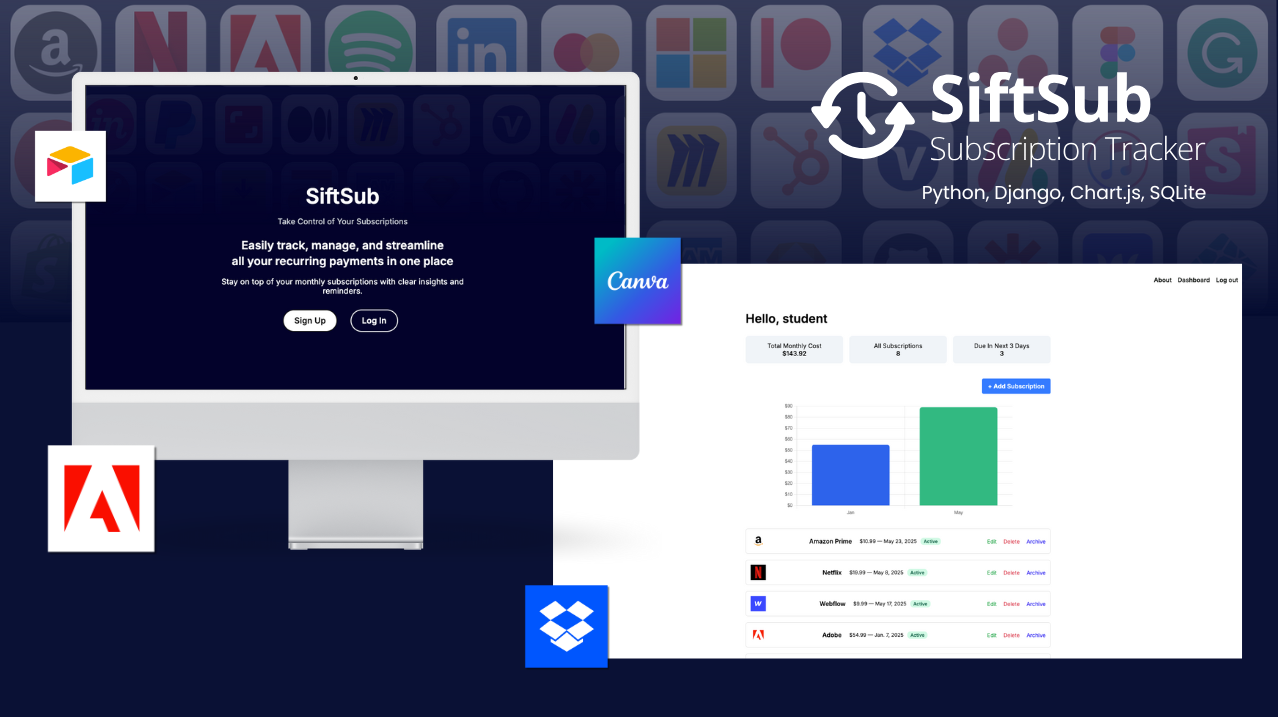 SiftSub
Subscription Tracker
Python, Django, Chart.js, SQLite
SiftSub
Take Control of Your Subscriptions
Easily track, manage, and streamline
all your recurring payments in one place
Stay on top of your monthly subscriptions with clear insights and
reminders.
Sign Up
Log In
Canva
About Dashboard Log out
Hello, student
Total Monthly Cost
$143.92
All Subscriptions
8
Due In Next 3 Days
3
+ Add Subscription
$90
$80
$70
$60
$50
$40
$30
$20
$10
$0
Jan
May
Amazon Prime $10.99 — May 23, 2025 Active Edit Delete Archive
Netflix $19.99 — May 8, 2025 Active Edit Delete Archive
Webflow $9.99 — May 17, 2025 Active Edit Delete Archive
Adobe $54.99 — Jan. 7, 2025 Active Edit Delete Archive